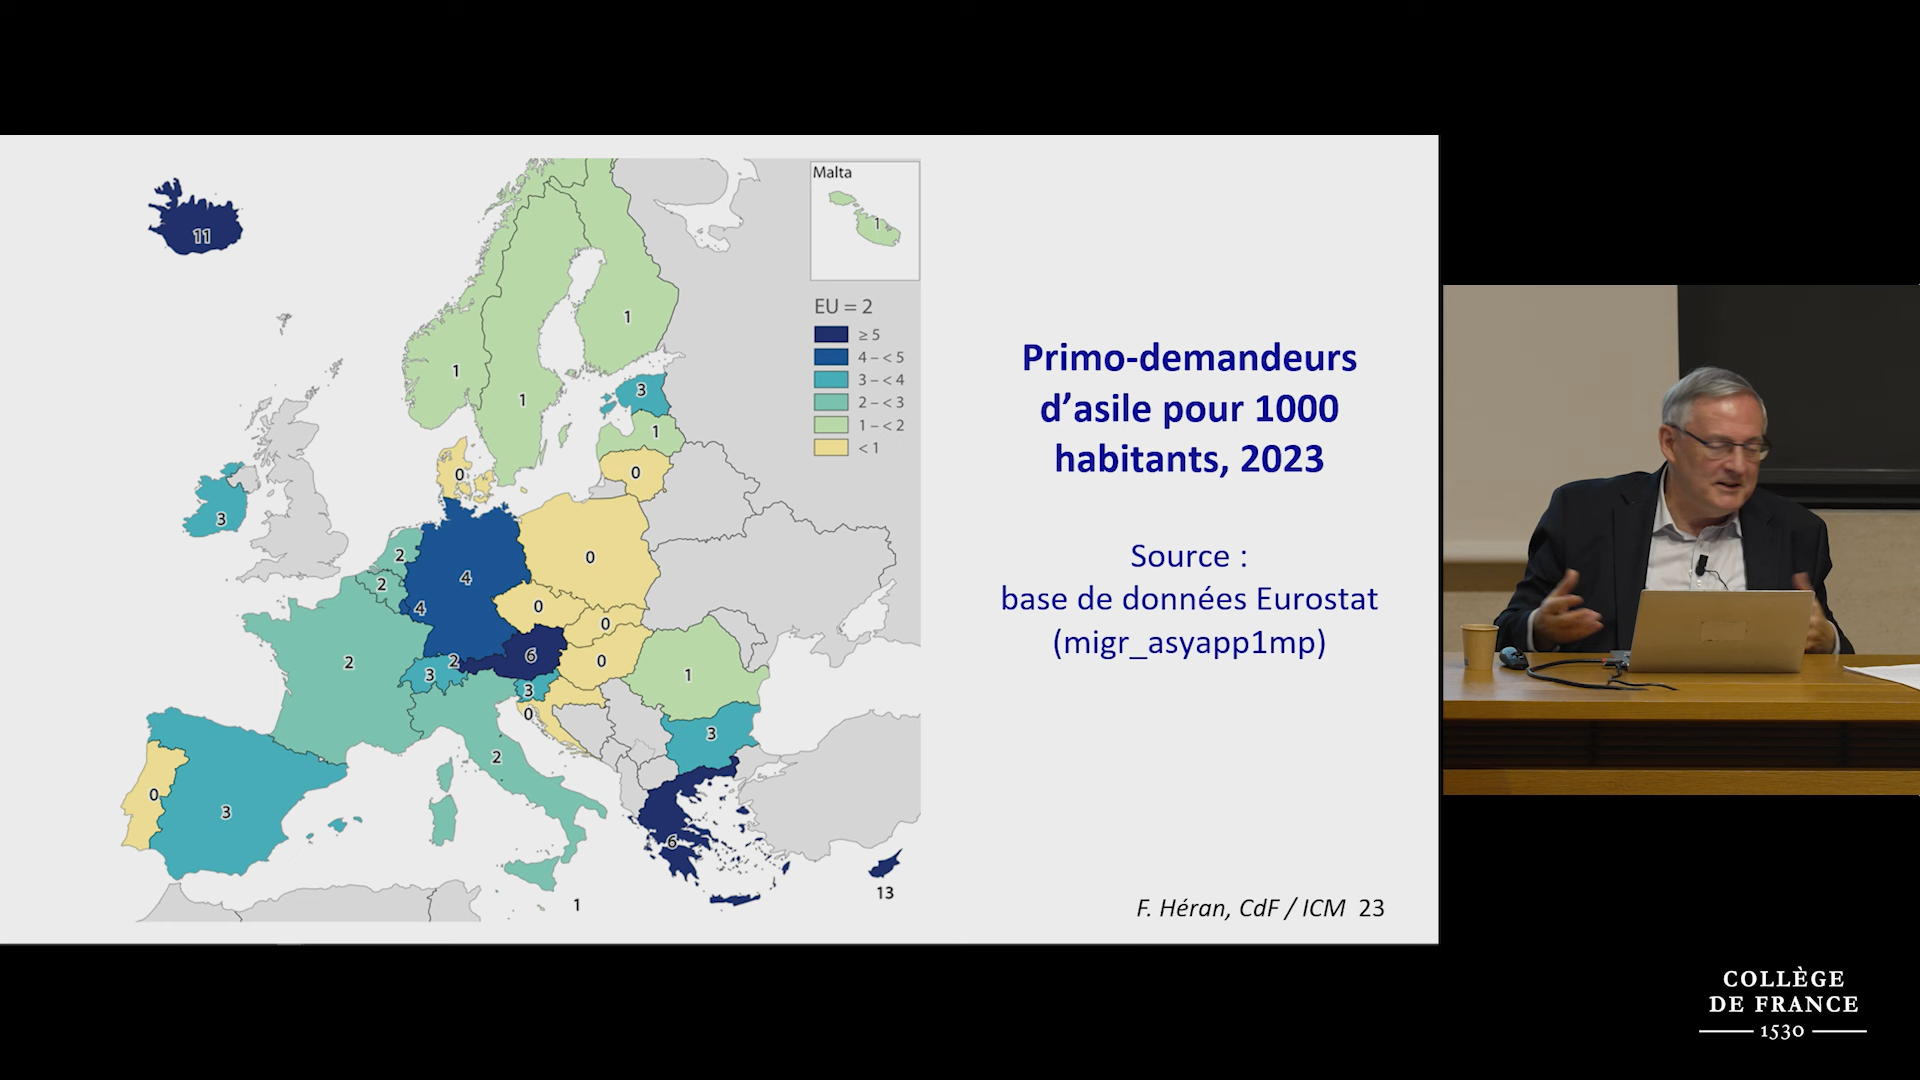 Malta
1
11
EU = 2
≥ 5
4 – < 5
3 – < 4
2 – < 3
1 – < 2
< 1
1
1
1
3
1
0
0
3
2
2
4
4
0
0
0
2
3
2
6
0
1
3
0
2
3
0
3
6
13
1
Primo-demandeurs
d’asile pour 1000
habitants, 2023
Source :
base de données Eurostat
(migr_asyapp1mp)
F. Héran, CdF / ICM 23
COLLÈGE
DE FRANCE
1530